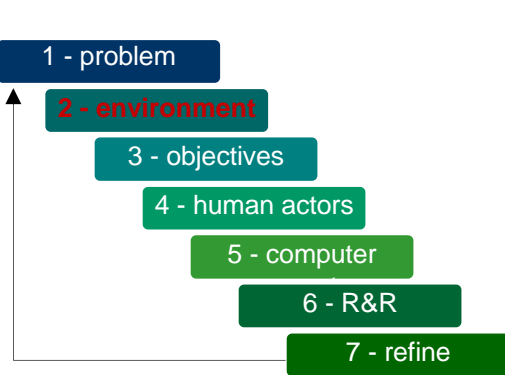 1 - problem
2 - environment
3 - objectives
4 - human actors
5 - computer
6 - R&R
7 - refine